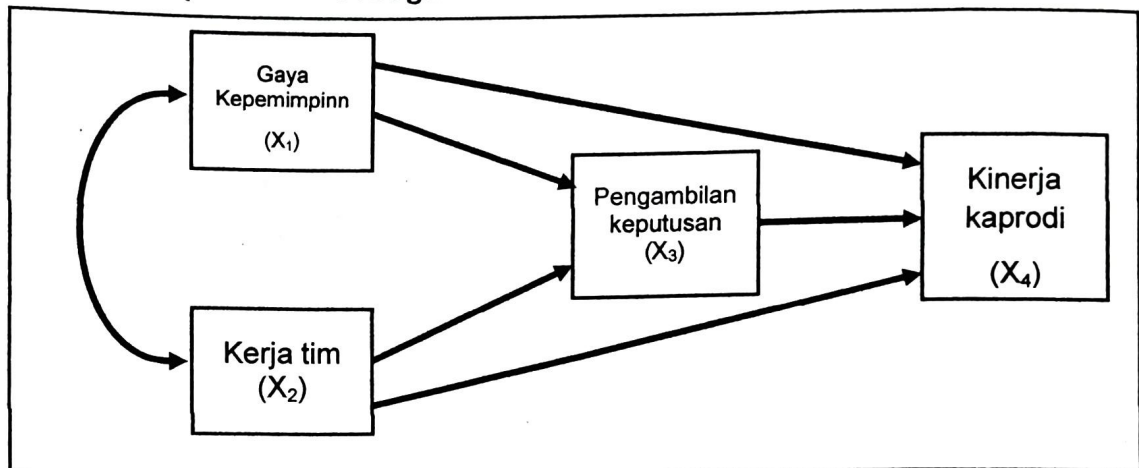 Gaya
Kepemimpinn
(X₁)
Pengambilan
keputusan
(X₃)
Kinerja
kaprodi
(X₄)
Kerja tim
(X₂)